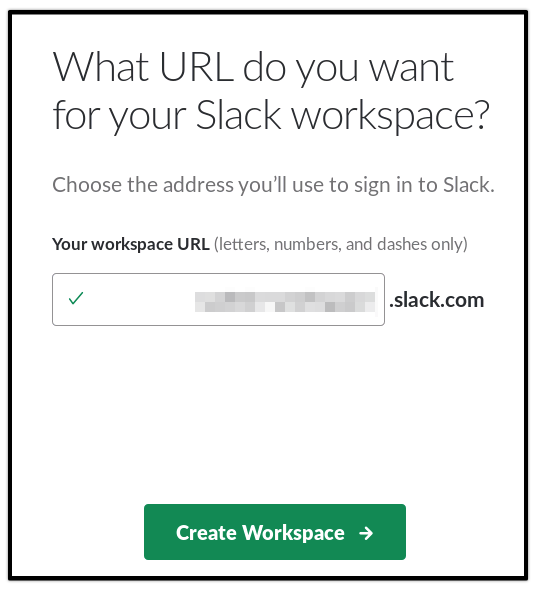 What URL do you want
for your Slack workspace?
Choose the address you'll use to sign in to Slack.
Your workspace URL (letters, numbers, and dashes only)
.slack.com
Create Workspace →